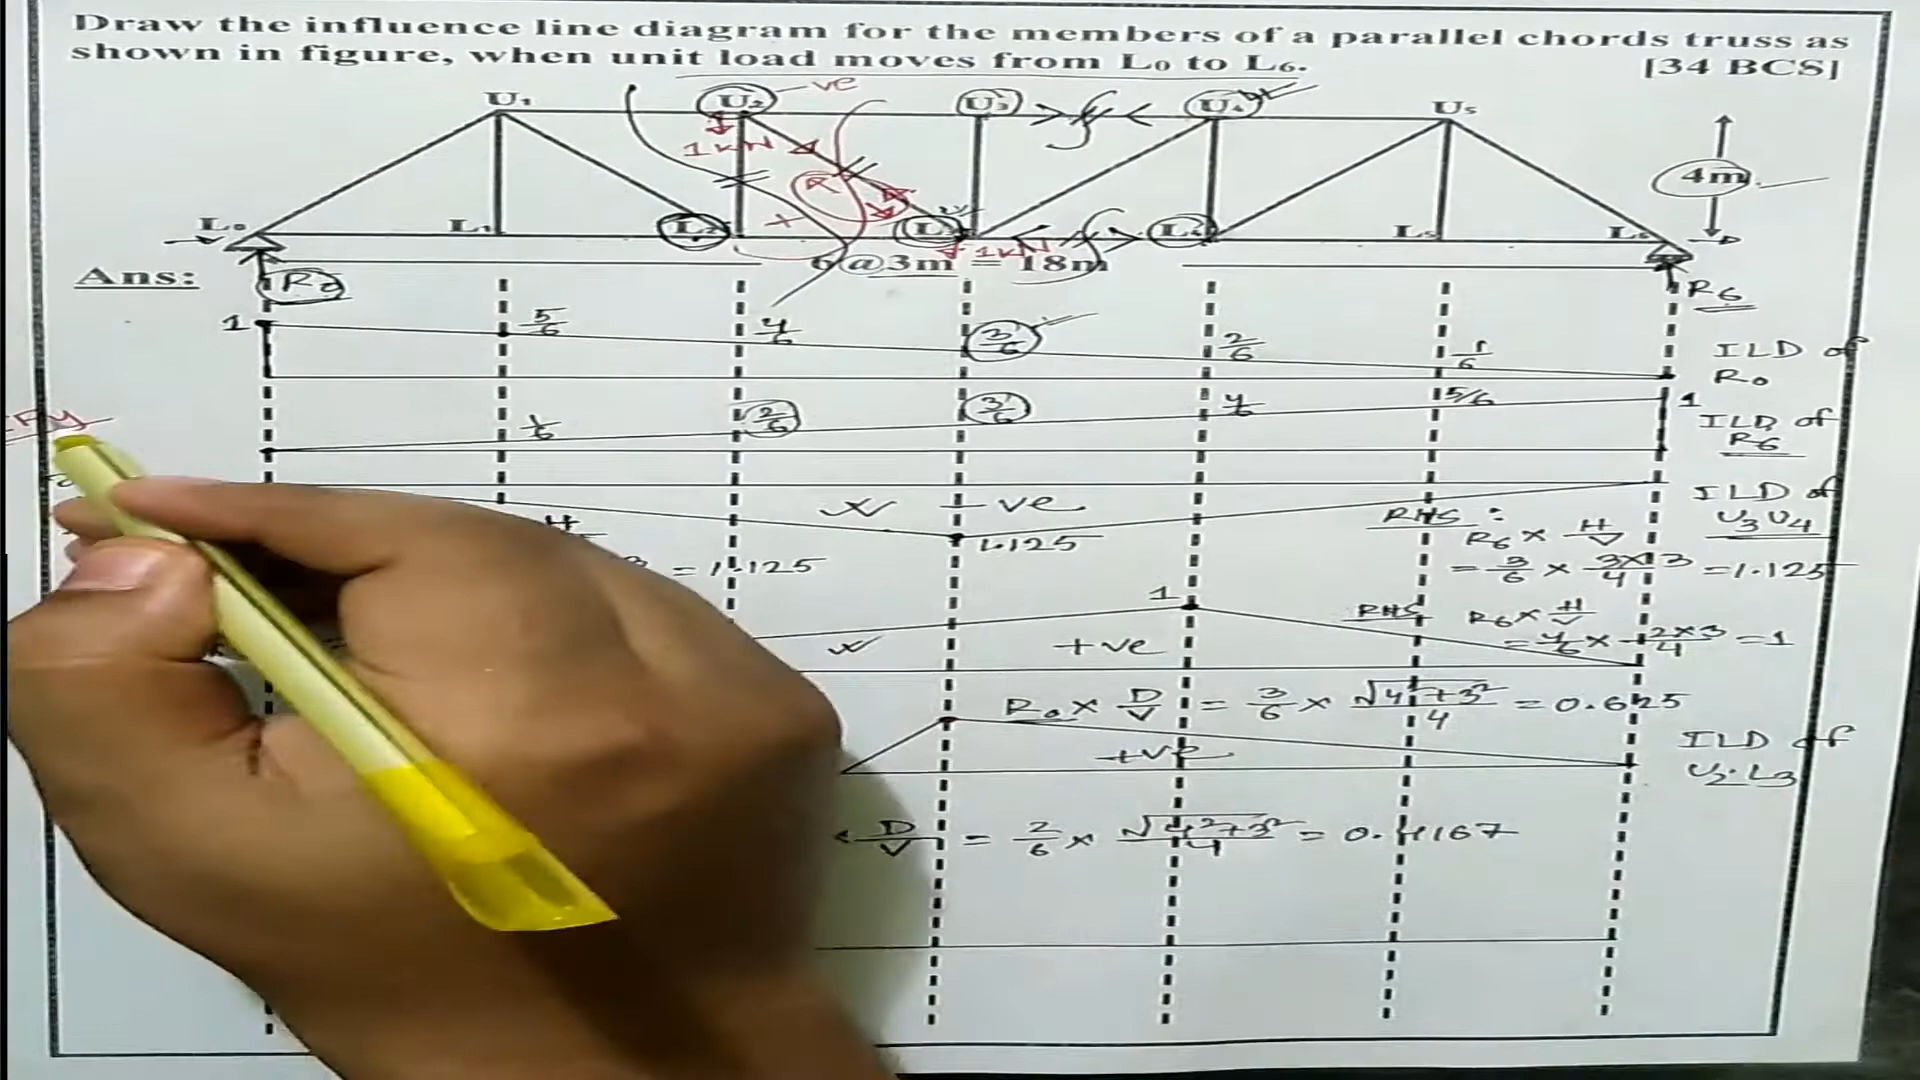 Draw the influence line diagram for the members of a parallel chords truss as
shown in figure, when unit load moves from L0 to L6. [34 BCS]
U1 U2 -ve U3 U4 U5
1kN
4m
L0 L1 L2 L3 L4 L5 L6
1kN
6@3m = 18m
Ans:
R0 R6
1 5/6 4/6 3/6 2/6 1/6 ILD of
R0
1/6 2/6 3/6 4/6 5/6 1 ILD of
R6
-ve ILD of
U3U4
1.125
RHS:
R6 × H/V
= 1.125
= 3/6 × 3×3/4 = 1.125
1
RHS R6 × H/V
= 4/6 × 2×3/4 = 1
+ve
R0 × D/V = 3/6 × √4²+3²/4 = 0.625
+ve
ILD of
U2L3
D/V = 2/6 × √4²+3²/4 = 0.4167